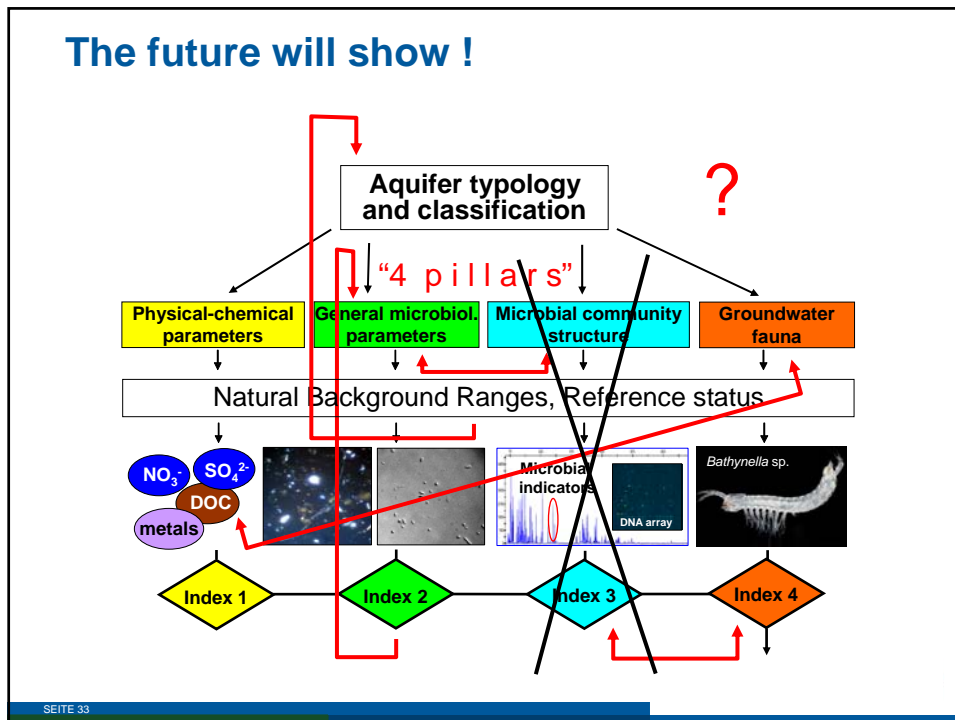 The future will show !
Aquifer typology
and classification
?
“4 p i l l a r s”
Physical-chemical
parameters
General microbiol.
parameters
Microbial community
structure
Groundwater
fauna
Natural Background Ranges, Reference status
NO₃⁻
SO₄²⁻
DOC
metals
Microbial
indicators
DNA array
Bathynella sp.
Index 1
Index 2
Index 3
Index 4
SEITE 33